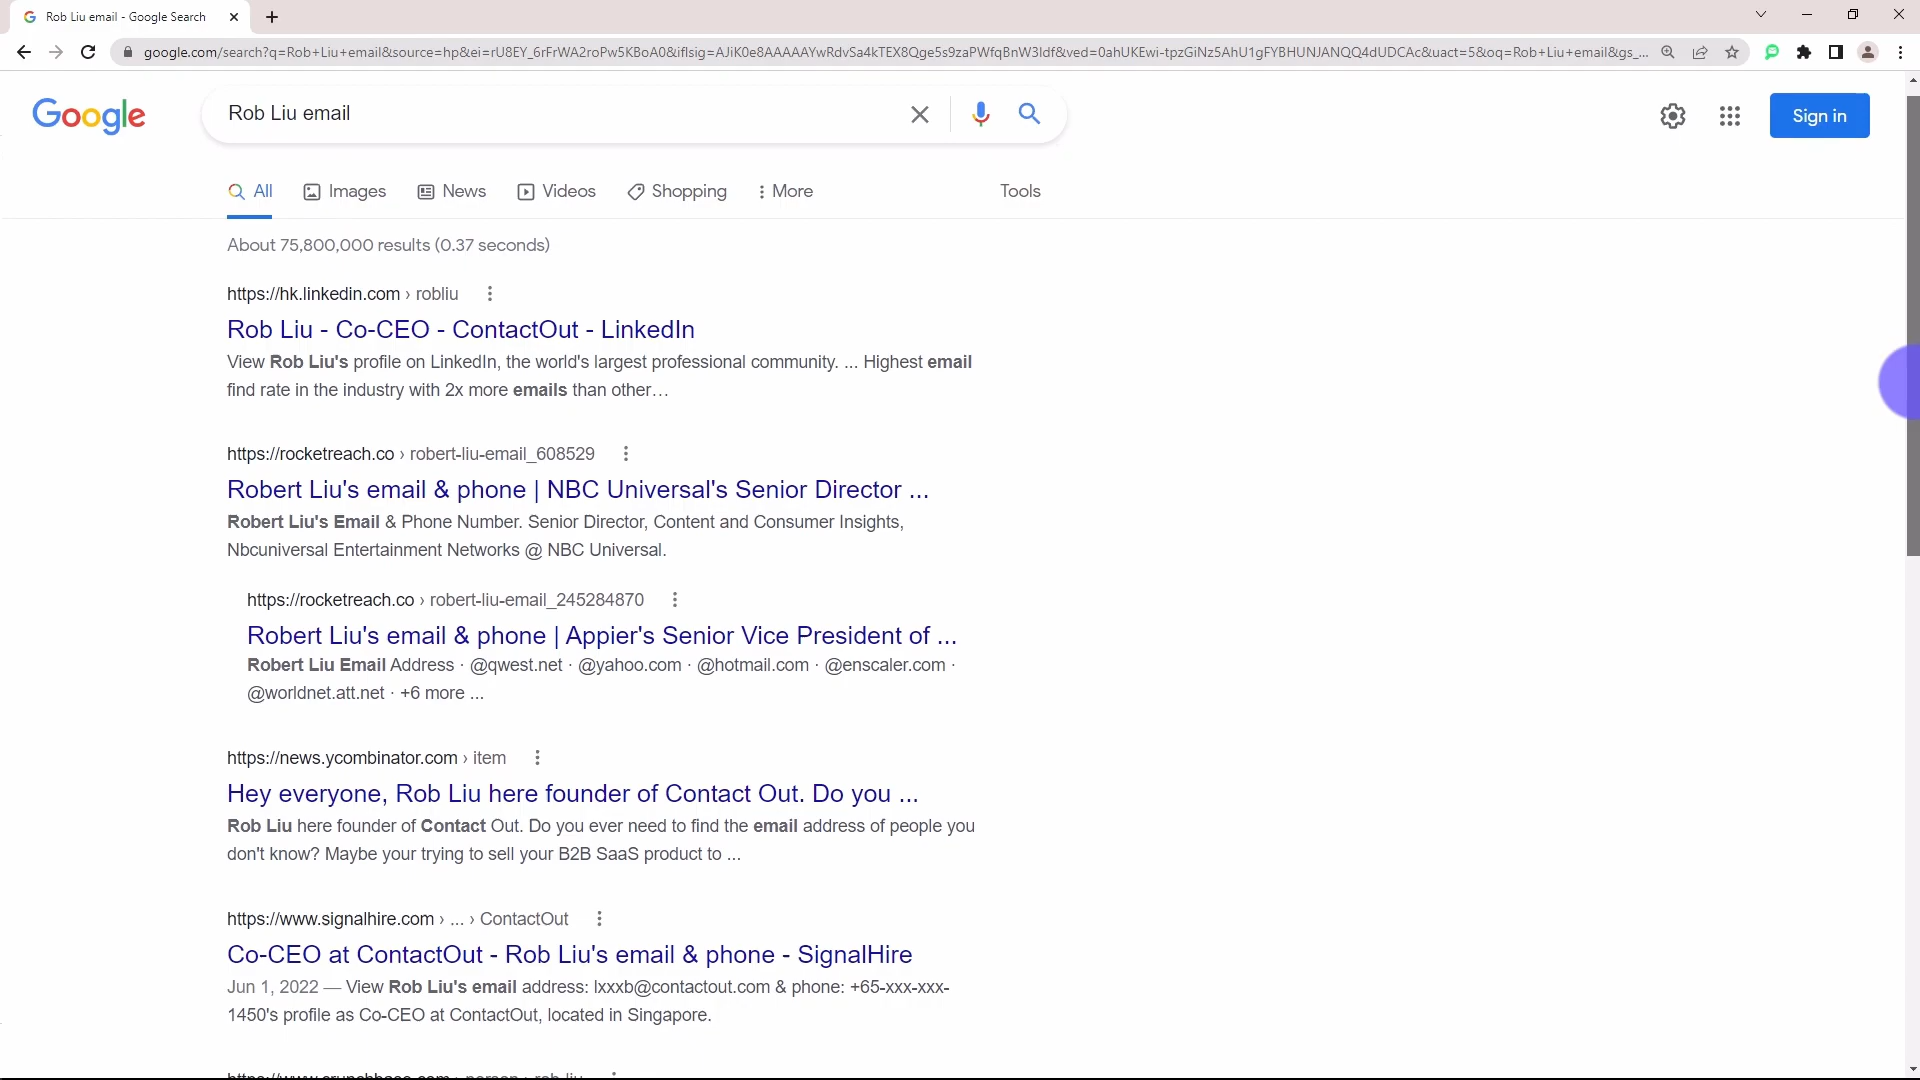 Rob Liu email - Google Search
google.com/search?q=Rob+Liu+email&source=hp&ei=rU8EY_6rFrWA2roPw5KBoA0&iflsig=AJiK0e8AAAAAYwRdvSa4kTEX8Qge5s9zaPWfqBnW3Idf&ved=0ahUKEwi-tpzGiNz5AhU1gFYBHUNJANQQ4dUDCAc&uact=5&oq=Rob+Liu+email&gs_...
Google
Rob Liu email
Sign in
All Images News Videos Shopping More Tools
About 75,800,000 results (0.37 seconds)
https://hk.linkedin.com › robliu
Rob Liu - Co-CEO - ContactOut - LinkedIn
View Rob Liu's profile on LinkedIn, the world's largest professional community. ... Highest email
find rate in the industry with 2x more emails than other…
https://rocketreach.co › robert-liu-email_608529
Robert Liu's email & phone | NBC Universal's Senior Director ...
Robert Liu's Email & Phone Number. Senior Director, Content and Consumer Insights,
Nbcuniversal Entertainment Networks @ NBC Universal.
https://rocketreach.co › robert-liu-email_245284870
Robert Liu's email & phone | Appier's Senior Vice President of ...
Robert Liu Email Address · @qwest.net · @yahoo.com · @hotmail.com · @enscaler.com ·
@worldnet.att.net · +6 more ...
https://news.ycombinator.com › item
Hey everyone, Rob Liu here founder of Contact Out. Do you ...
Rob Liu here founder of Contact Out. Do you ever need to find the email address of people you
don't know? Maybe your trying to sell your B2B SaaS product to ...
https://www.signalhire.com › ... › ContactOut
Co-CEO at ContactOut - Rob Liu's email & phone - SignalHire
Jun 1, 2022 — View Rob Liu's email address: lxxxb@contactout.com & phone: +65-xxx-xxx-
1450's profile as Co-CEO at ContactOut, located in Singapore.
https://www.crunchbase.com › person › rob-liu